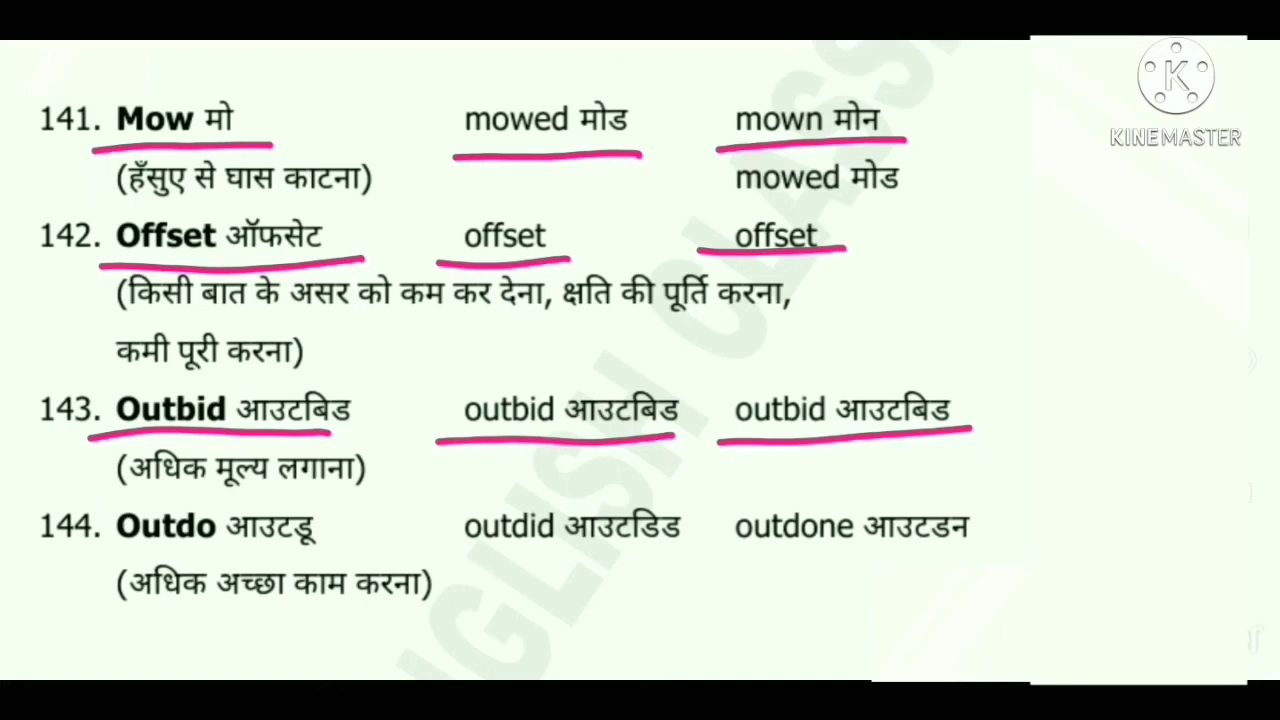 141. Mow मो mowed मोड mown मोन
(हँसुए से घास काटना) mowed मोड
142. Offset ऑफसेट offset offset
(किसी बात के असर को कम कर देना, क्षति की पूर्ति करना,
कमी पूरी करना)
143. Outbid आउटबिड outbid आउटबिड outbid आउटबिड
(अधिक मूल्य लगाना)
144. Outdo आउटडू outdid आउटडिड outdone आउटडन
(अधिक अच्छा काम करना)
K
KINEMASTER